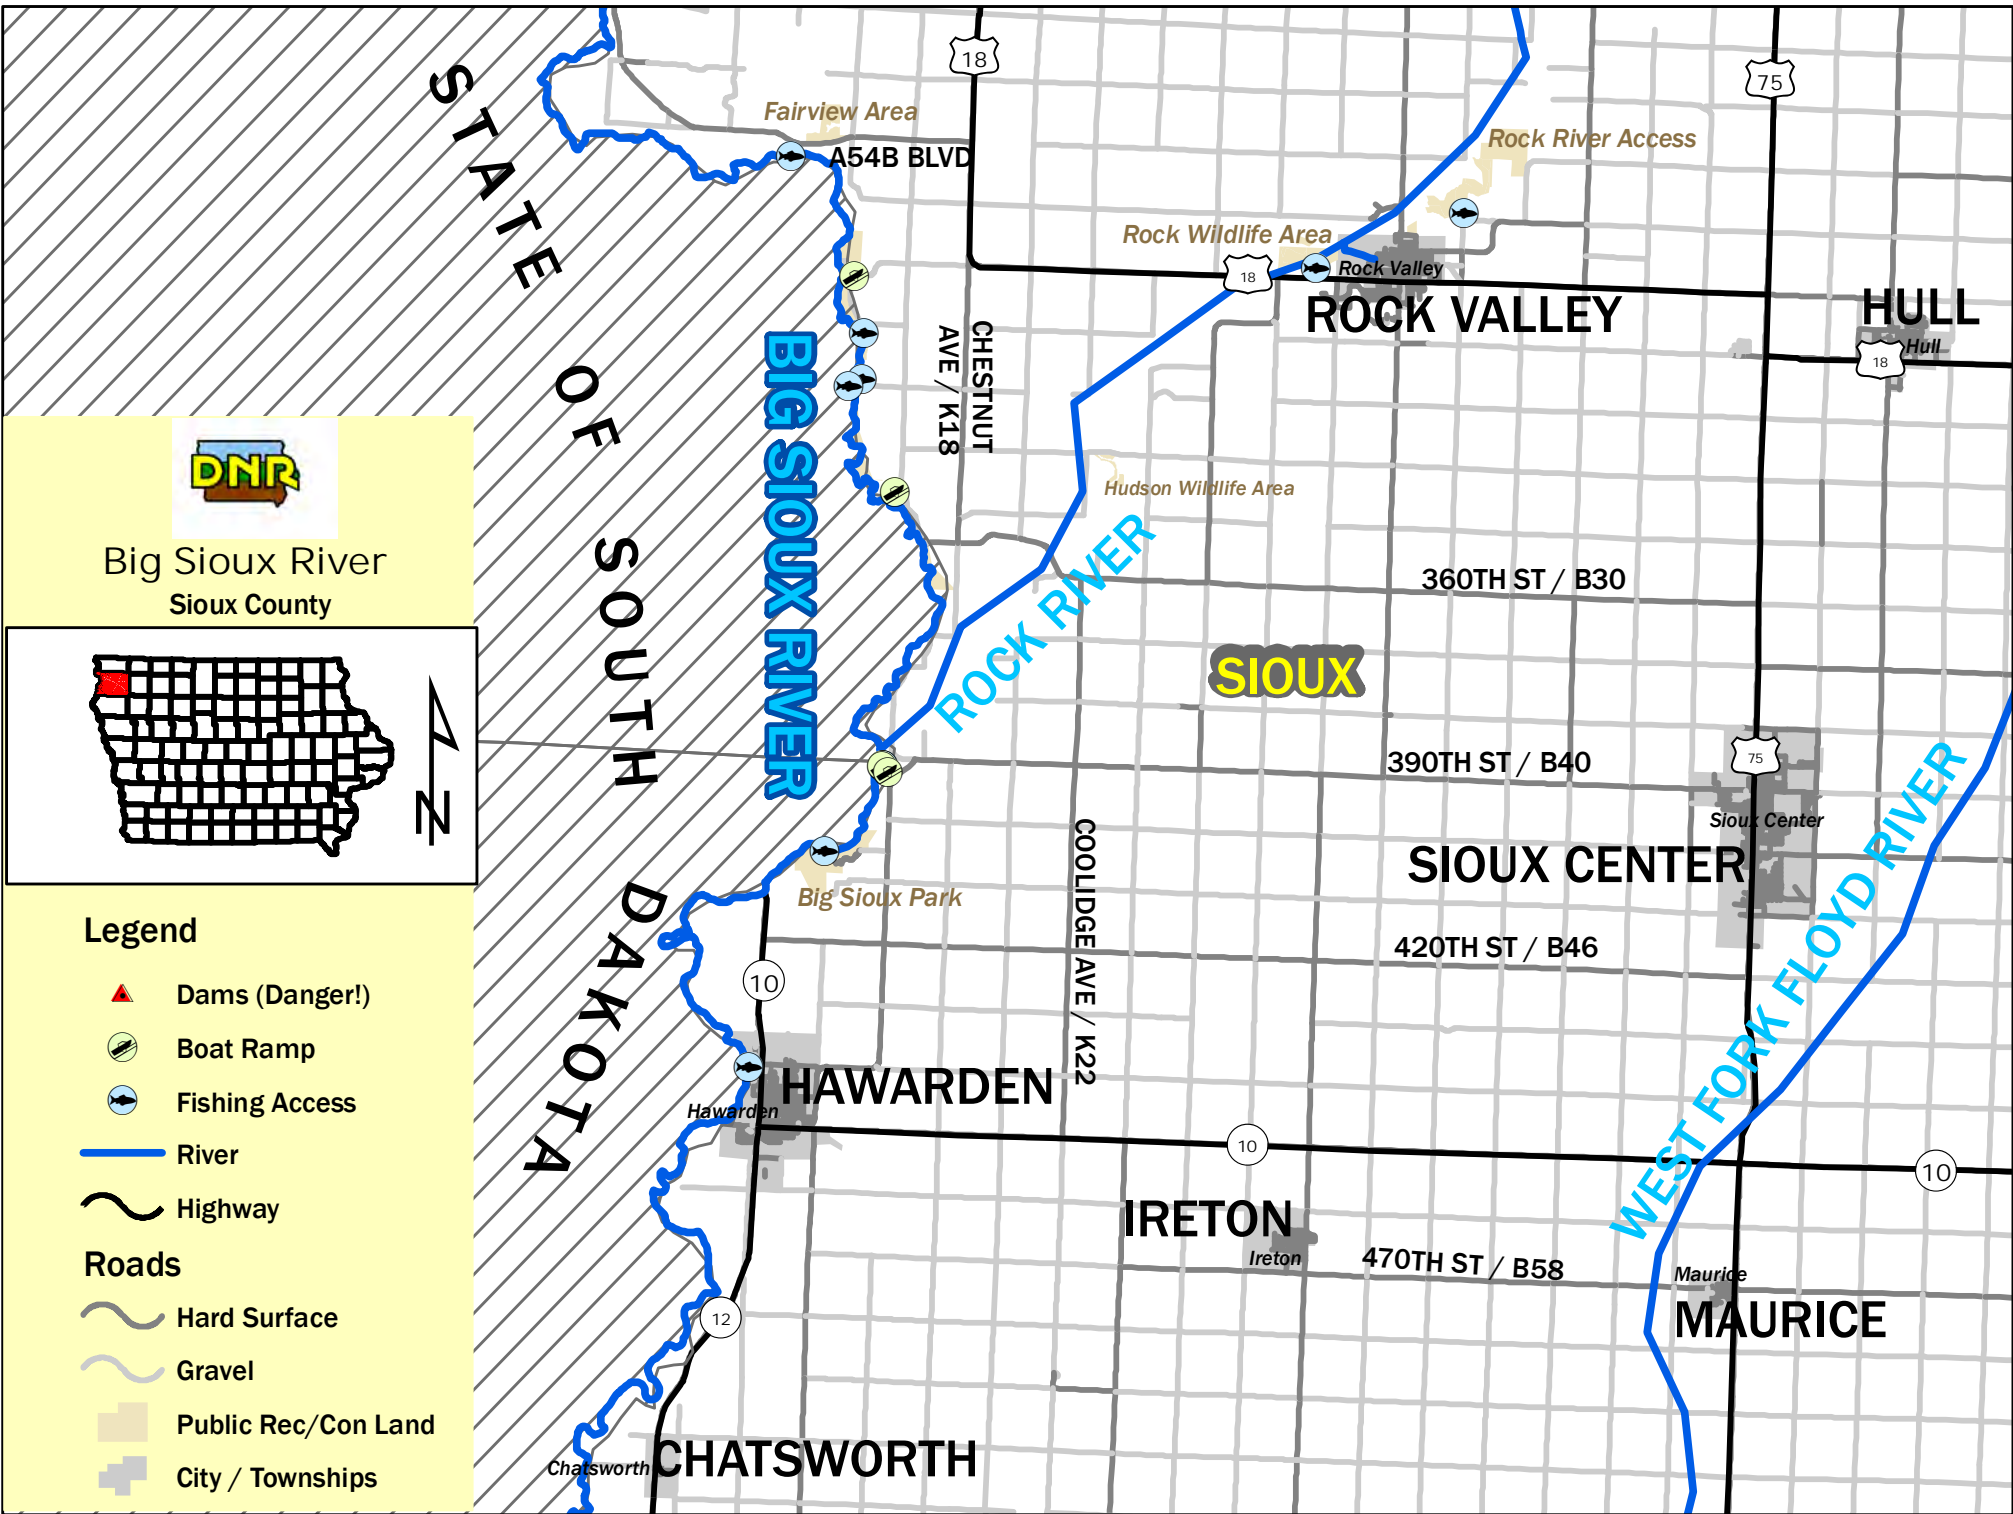 18
75
Fairview Area
A54B BLVD
Rock River Access
Rock Wildlife Area
18
Rock Valley
ROCK VALLEY
HULL
Hull
18
STATE OF SOUTH DAKOTA
BIG SIOUX RIVER
CHESTNUT
AVE / K18
Hudson Wildlife Area
ROCK RIVER
360TH ST / B30
SIOUX
390TH ST / B40
75
Sioux Center
SIOUX CENTER
WEST FORK FLOYD RIVER
Big Sioux Park
COOLIDGE AVE / K22
420TH ST / B46
10
HAWARDEN
Hawarden
10
10
IRETON
Ireton
470TH ST / B58
Maurice
MAURICE
12
Chatsworth
CHATSWORTH
DNR
Big Sioux River
Sioux County
N
Legend
Dams (Danger!)
Boat Ramp
Fishing Access
River
Highway
Roads
Hard Surface
Gravel
Public Rec/Con Land
City / Townships